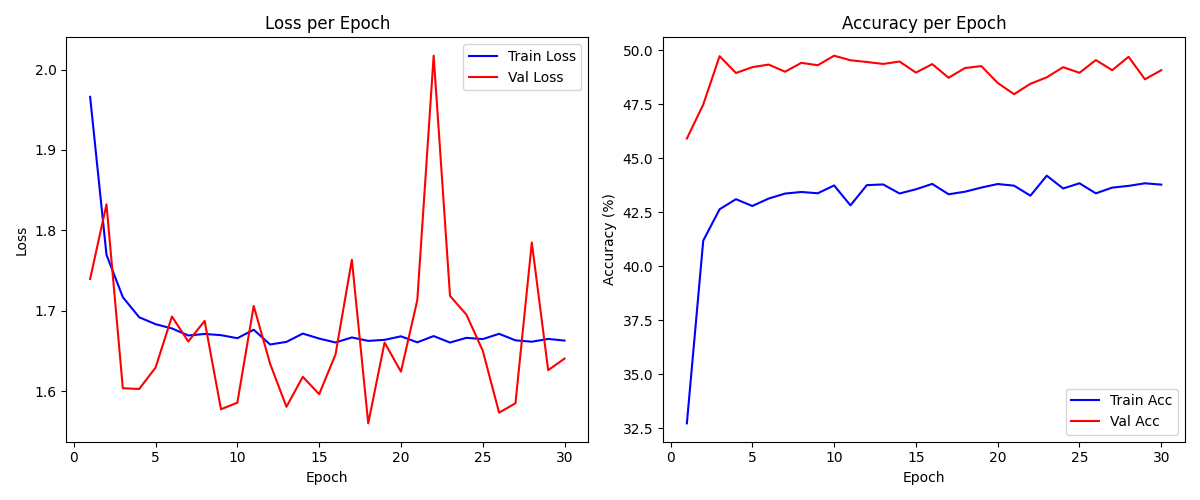 Loss per Epoch
Train Loss
Val Loss
2.0
1.9
1.8
1.7
1.6
Loss
0 5 10 15 20 25 30
Epoch
Accuracy per Epoch
50.0
47.5
45.0
42.5
40.0
37.5
35.0
32.5
Accuracy (%)
Train Acc
Val Acc
0 5 10 15 20 25 30
Epoch